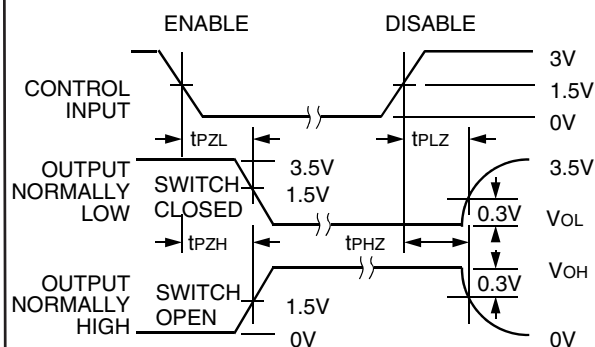 ENABLE DISABLE
3V
CONTROL
INPUT
1.5V
0V
tPZL tPLZ
OUTPUT
NORMALLY
LOW
SWITCH
CLOSED
3.5V
1.5V
3.5V
0.3V
VOL
tPZH tPHZ
OUTPUT
NORMALLY
HIGH
SWITCH
OPEN
1.5V
0V
VOH
0.3V
0V